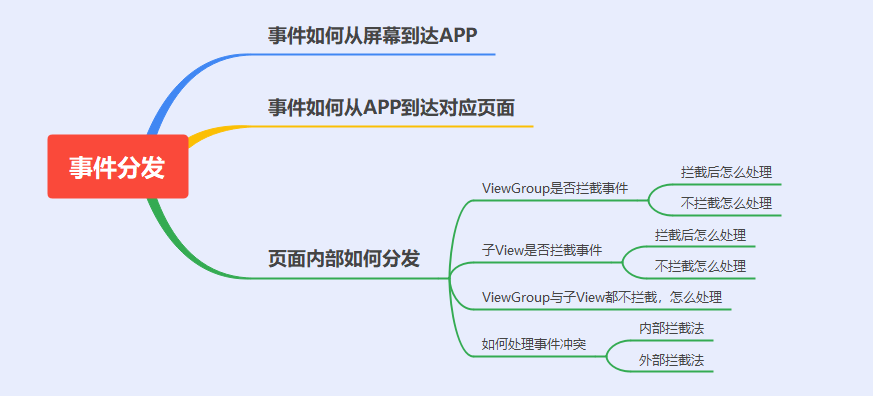 事件分发
事件如何从屏幕到达APP
事件如何从APP到达对应页面
页面内部如何分发
ViewGroup是否拦截事件
拦截后怎么处理
不拦截怎么处理
子View是否拦截事件
拦截后怎么处理
不拦截怎么处理
ViewGroup与子View都不拦截，怎么处理
如何处理事件冲突
内部拦截法
外部拦截法